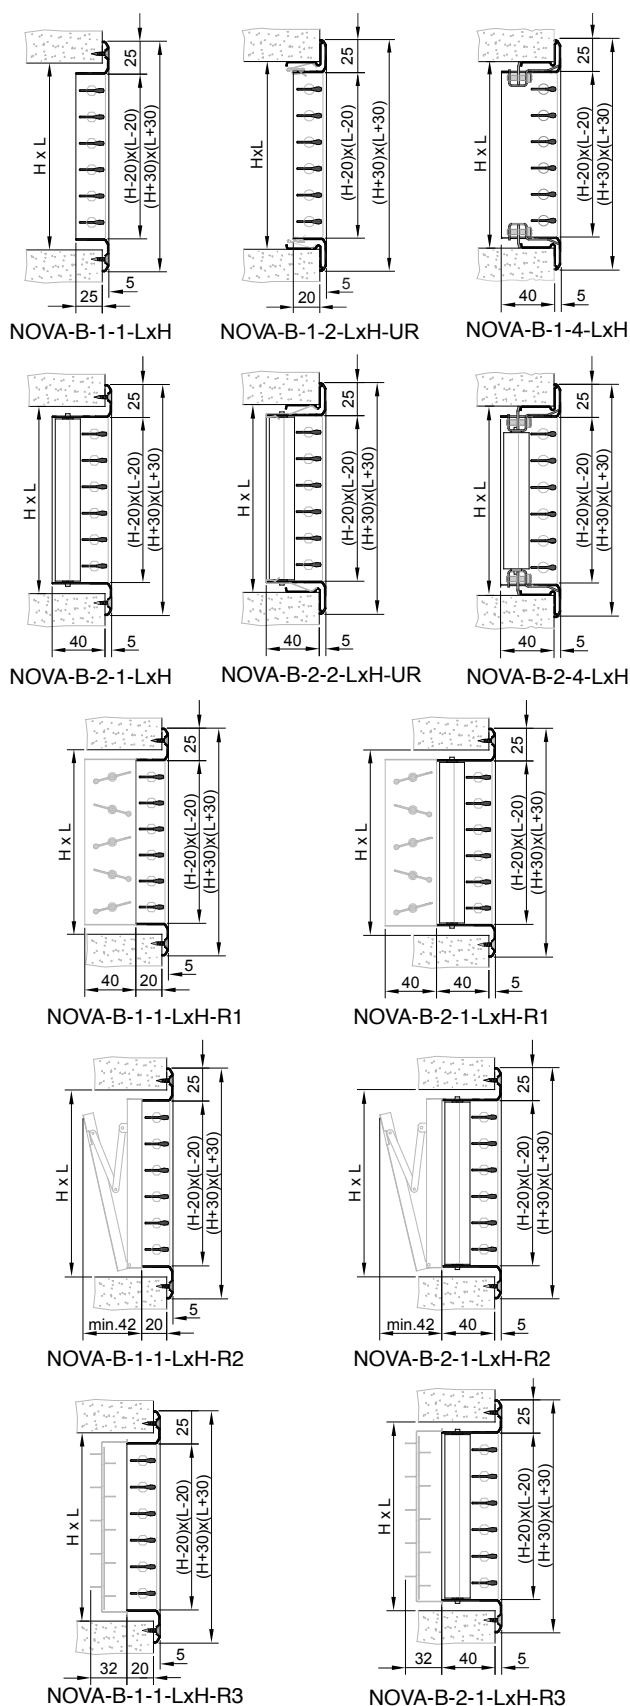 H x L
25
(H-20)x(L-20)
(H+30)x(L+30)
25
5
NOVA-B-1-1-LxH
HxL
25
(H-20)x(L-20)
(H+30)x(L+30)
20
5
NOVA-B-1-2-LxH-UR
H x L
25
(H-20)x(L-20)
(H+30)x(L+30)
40
5
NOVA-B-1-4-LxH
H x L
25
(H-20)x(L-20)
(H+30)x(L+30)
40
5
NOVA-B-2-1-LxH
H x L
25
(H-20)x(L-20)
(H+30)x(L+30)
40
5
NOVA-B-2-2-LxH-UR
H x L
25
(H-20)x(L-20)
(H+30)x(L+30)
40
5
NOVA-B-2-4-LxH
H x L
25
(H-20)x(L-20)
(H+30)x(L+30)
40
20
5
NOVA-B-1-1-LxH-R1
H x L
25
(H-20)x(L-20)
(H+30)x(L+30)
40
40
5
NOVA-B-2-1-LxH-R1
H x L
25
(H-20)x(L-20)
(H+30)x(L+30)
min.42
20
5
NOVA-B-1-1-LxH-R2
H x L
25
(H-20)x(L-20)
(H+30)x(L+30)
min.42
40
5
NOVA-B-2-1-LxH-R2
H x L
25
(H-20)x(L-20)
(H+30)x(L+30)
32
20
5
NOVA-B-1-1-LxH-R3
H x L
25
(H-20)x(L-20)
(H+30)x(L+30)
32
40
5
NOVA-B-2-1-LxH-R3